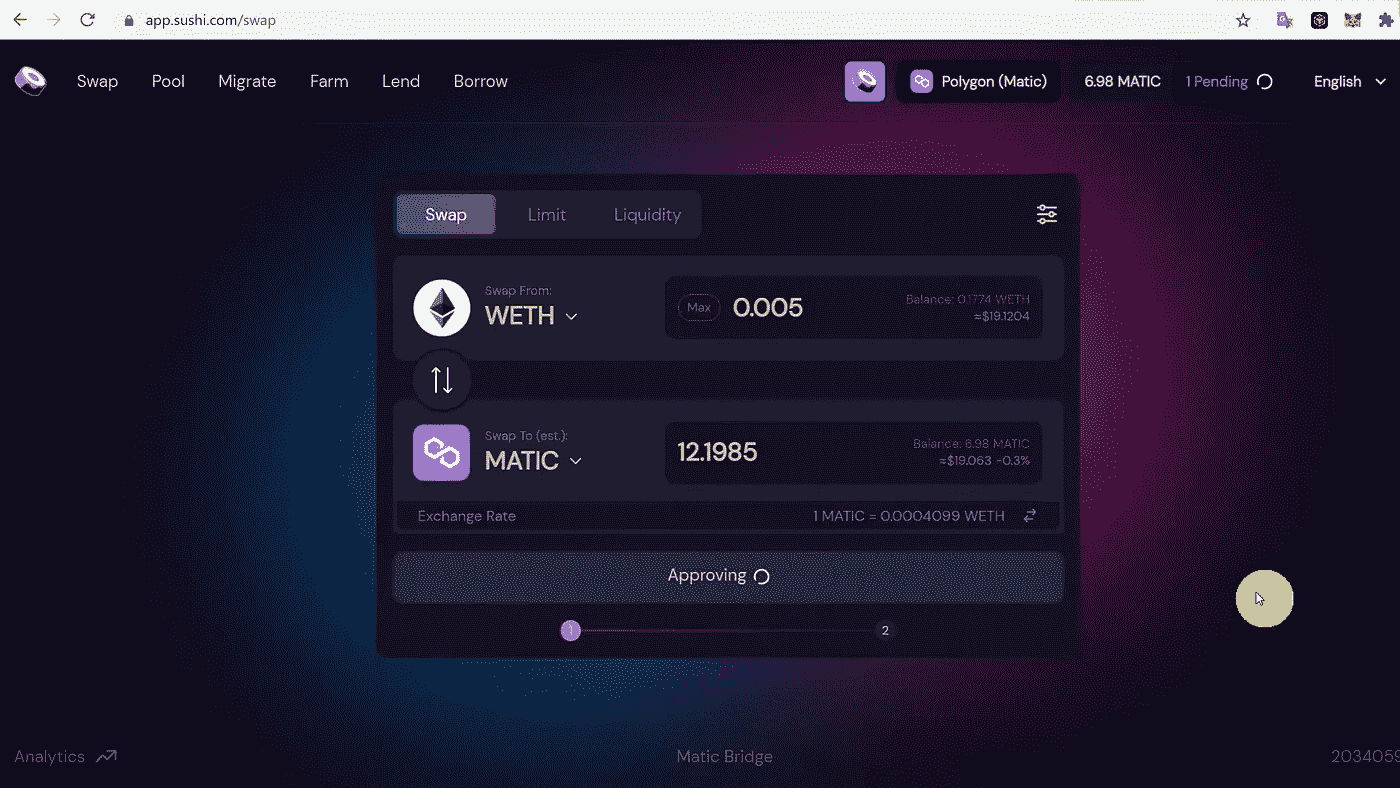 app.sushi.com/swap
Swap Pool Migrate Farm Lend Borrow Polygon (Matic) 6.98 MATIC 1 Pending English
Swap Limit Liquidity
Swap From:
WETH
Max 0.005
Balance: 0.1774 WETH
≈$19.1204
Swap To (est.):
MATIC
12.1985
Balance: 6.98 MATIC
≈$19.063 -0.3%
Exchange Rate 1 MATIC = 0.0004099 WETH
Approving
1 2
Analytics Matic Bridge 2034059